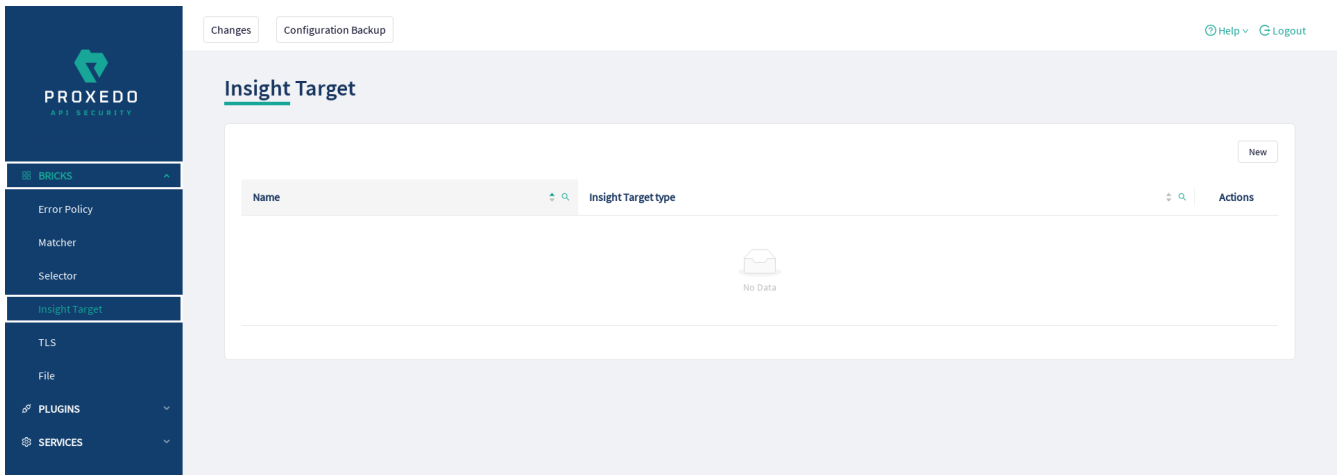 Changes
Configuration Backup
Help
Logout
PROXEDO
API SECURITY
Insight Target
New
BRICKS
Name
Insight Target type
Actions
Error Policy
Matcher
Selector
No Data
Insight Target
TLS
File
PLUGINS
SERVICES